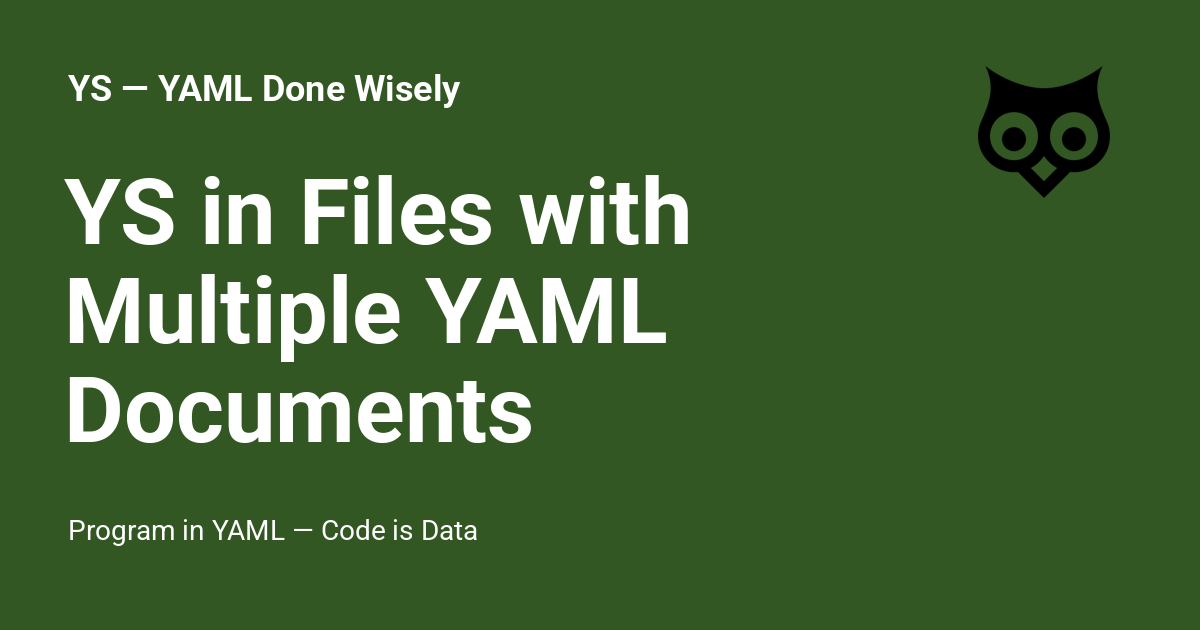 YS — YAML Done Wisely
YS in Files with
Multiple YAML
Documents
Program in YAML — Code is Data